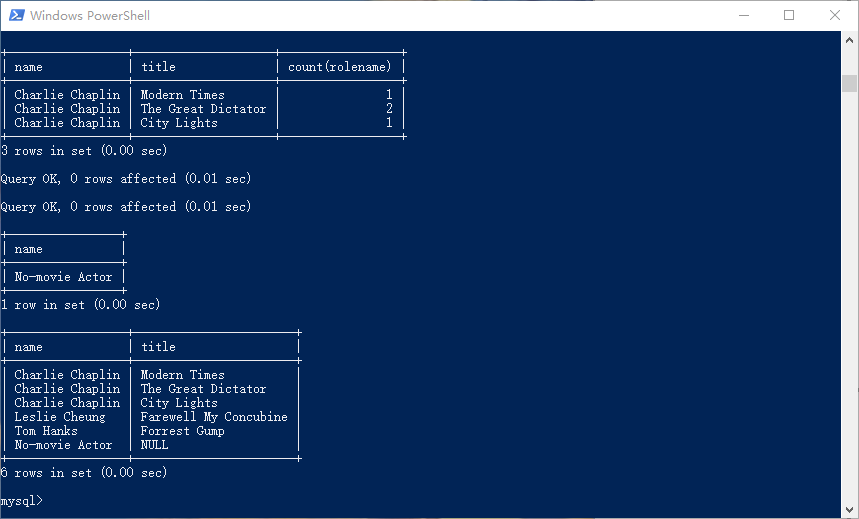 Windows PowerShell
+-----------------+--------------------+-----------------+
| name            | title              | count(rolename) |
+-----------------+--------------------+-----------------+
| Charlie Chaplin | Modern Times       |               1 |
| Charlie Chaplin | The Great Dictator |               2 |
| Charlie Chaplin | City Lights        |               1 |
+-----------------+--------------------+-----------------+
3 rows in set (0.00 sec)
Query OK, 0 rows affected (0.01 sec)
Query OK, 0 rows affected (0.01 sec)
+----------------+
| name           |
+----------------+
| No-movie Actor |
+----------------+
1 row in set (0.00 sec)
+-----------------+-----------------------+
| name            | title                 |
+-----------------+-----------------------+
| Charlie Chaplin | Modern Times          |
| Charlie Chaplin | The Great Dictator    |
| Charlie Chaplin | City Lights           |
| Leslie Cheung   | Farewell My Concubine |
| Tom Hanks       | Forrest Gump          |
| No-movie Actor  | NULL                  |
+-----------------+-----------------------+
6 rows in set (0.00 sec)
mysql>